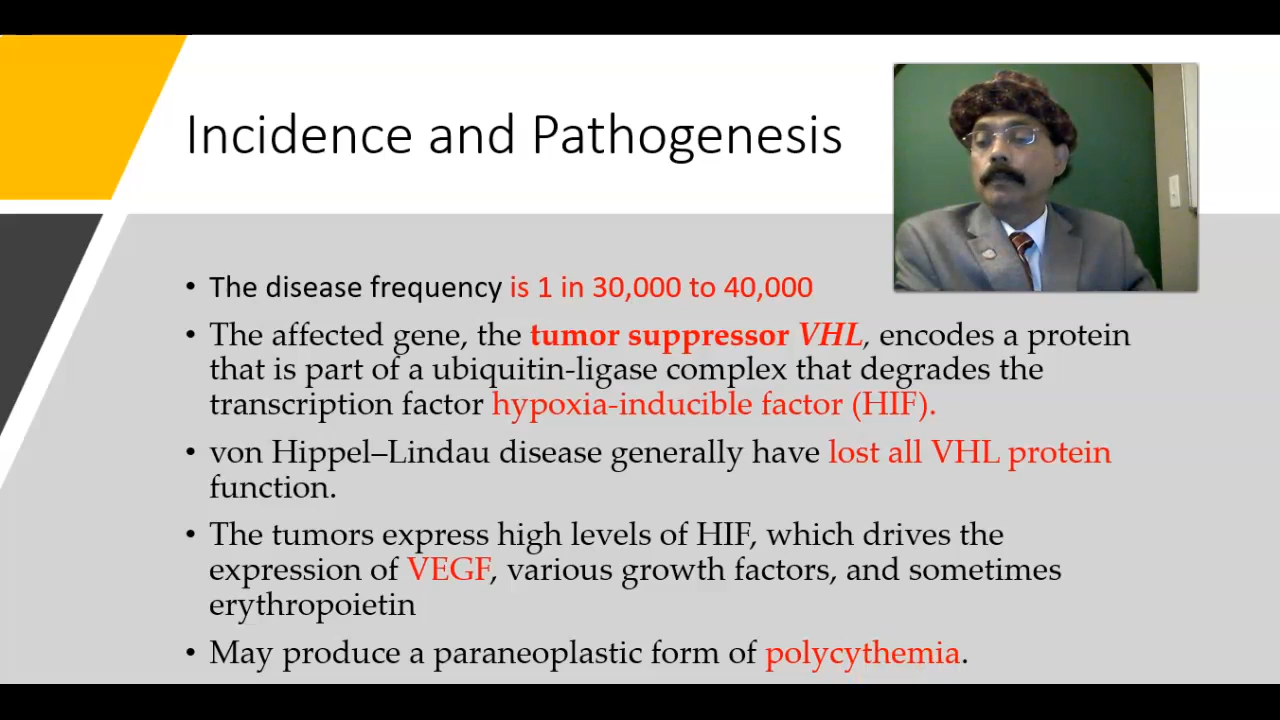 Incidence and Pathogenesis
• The disease frequency is 1 in 30,000 to 40,000
• The affected gene, the tumor suppressor VHL, encodes a protein
that is part of a ubiquitin-ligase complex that degrades the
transcription factor hypoxia-inducible factor (HIF).
• von Hippel–Lindau disease generally have lost all VHL protein
function.
• The tumors express high levels of HIF, which drives the
expression of VEGF, various growth factors, and sometimes
erythropoietin
• May produce a paraneoplastic form of polycythemia.